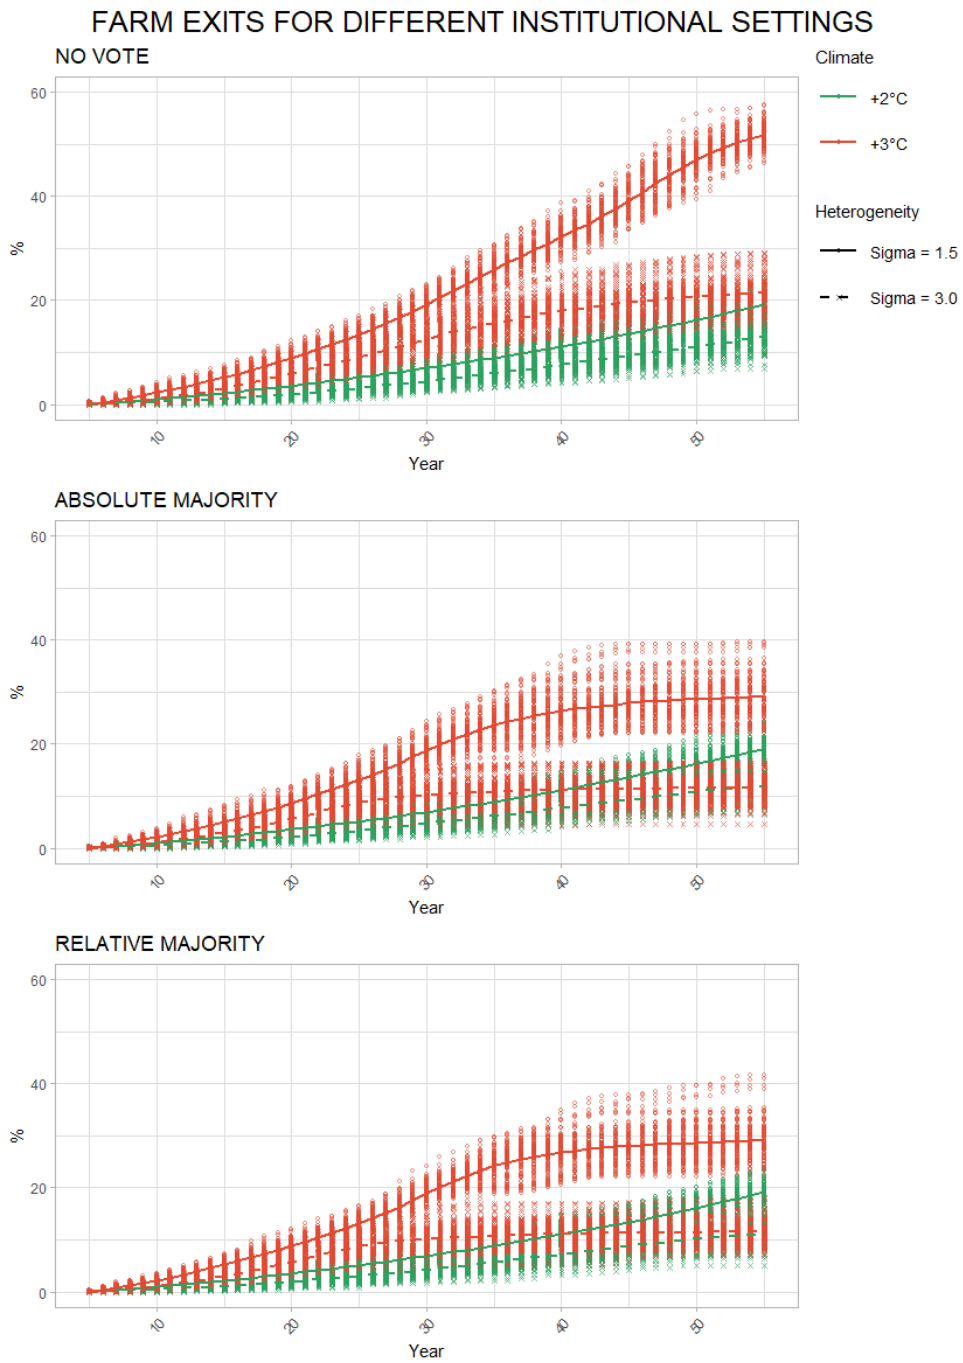 FARM EXITS FOR DIFFERENT INSTITUTIONAL SETTINGS
NO VOTE
60
40
20
0
%
10
20
30
40
50
Year
Climate
+2°C
+3°C
Heterogeneity
Sigma = 1.5
Sigma = 3.0
ABSOLUTE MAJORITY
60
40
20
0
%
10
20
30
40
50
Year
RELATIVE MAJORITY
60
40
20
0
%
10
20
30
40
50
Year